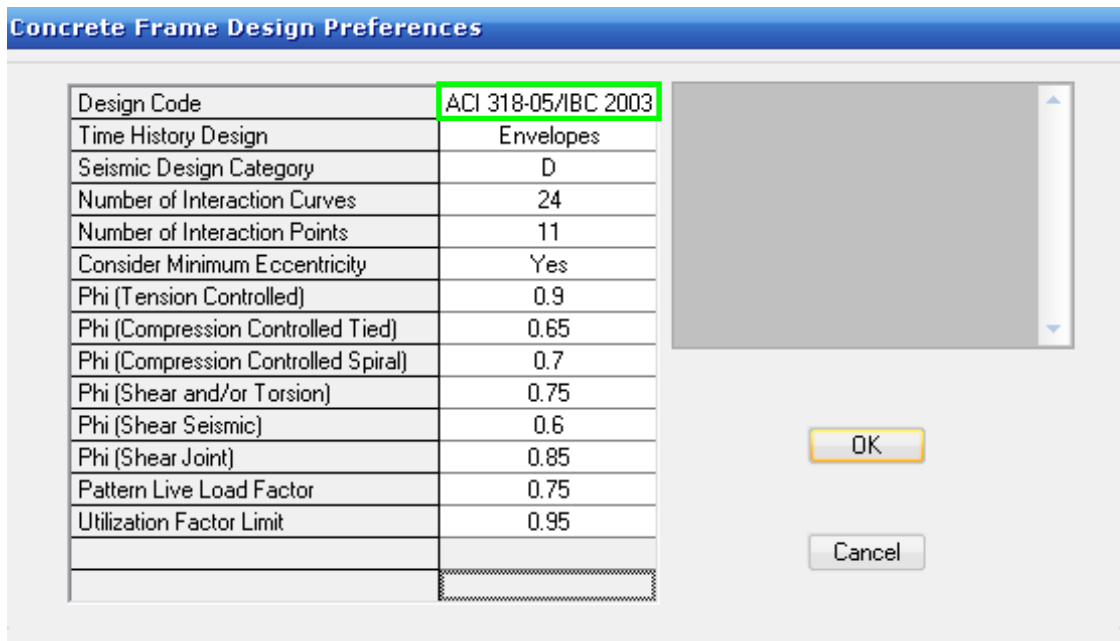 Concrete Frame Design Preferences
Design Code ACI 318-05/IBC 2003
Time History Design Envelopes
Seismic Design Category D
Number of Interaction Curves 24
Number of Interaction Points 11
Consider Minimum Eccentricity Yes
Phi (Tension Controlled) 0.9
Phi (Compression Controlled Tied) 0.65
Phi (Compression Controlled Spiral) 0.7
Phi (Shear and/or Torsion) 0.75
Phi (Shear Seismic) 0.6
Phi (Shear Joint) 0.85
Pattern Live Load Factor 0.75
Utilization Factor Limit 0.95
OK
Cancel